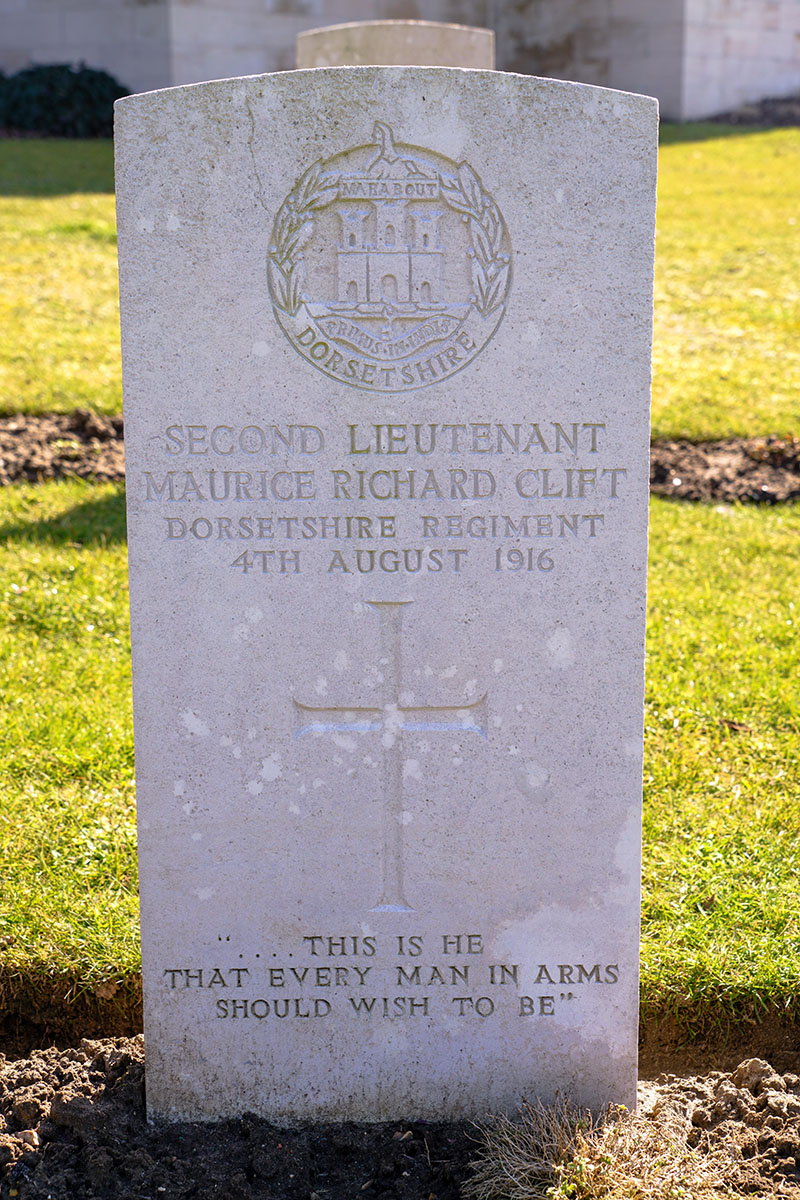 MARABOUT
PRIMUS·IN·INDIS
DORSETSHIRE
SECOND LIEUTENANT
MAURICE RICHARD CLIFT
DORSETSHIRE REGIMENT
4TH AUGUST 1916
“....THIS IS HE
THAT EVERY MAN IN ARMS
SHOULD WISH TO BE”